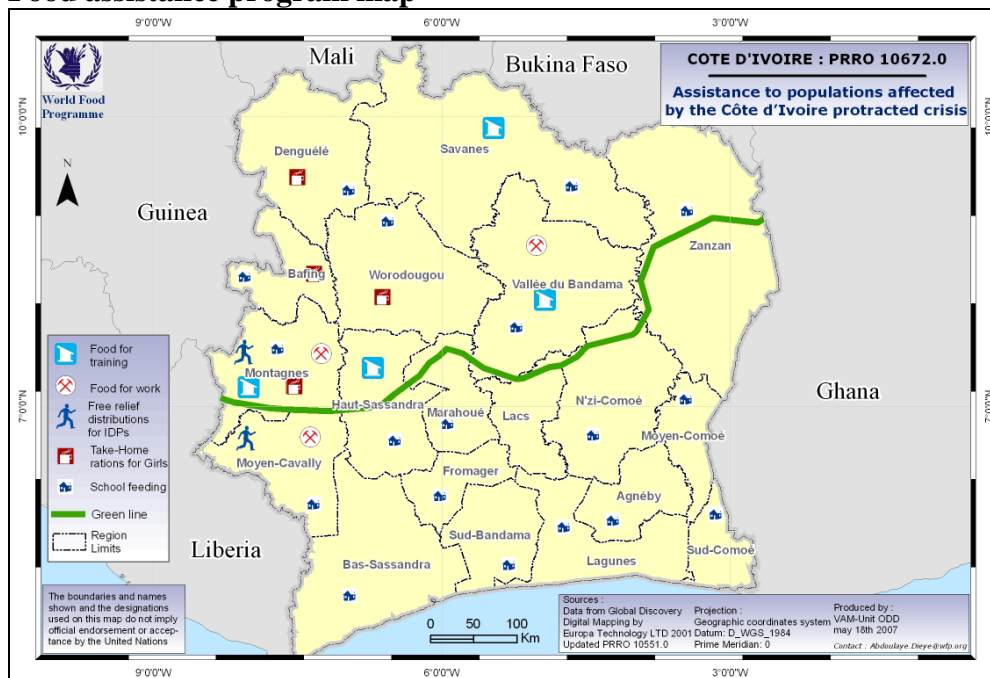 Food assistance program map
9°0'0"W
6°0'0"W
3°0'0"W
World Food
Programme
Mali
Bukina Faso
COTE D'IVOIRE : PRRO 10672.0
Assistance to populations affected
by the Côte d'Ivoire protracted crisis
10°0'0"N
10°0'0"N
N
Denguélé
Savanes
Guinea
Zanzan
Bafing
Worodougou
Vallée du Bandama
Food for
training
Food for work
Free relief
distributions
for IDPs
Take-Home
rations for Girls
School feeding
Green line
Region
Limits
Montagnes
Ghana
7°0'0"N
7°0'0"N
Haut-Sassandra
Marahoué
Lacs
N'zi-Comoé
Moyen-Comoé
Moyen-Cavally
Fromager
Agnéby
Liberia
Sud-Bandama
Sud-Comoé
Bas-Sassandra
Lagunes
The boundaries and names
shown and the designations
used on this map do not imply
official endorsement or accep-
tance by the United Nations
0 50 100
Km
Sources :
Data from Global Discovery
Digital Mapping by
Europa Technology LTD 2001
Updated PRRO 10551.0
Projection :
Geographic coordinates system
Datum: D_WGS_1984
Prime Meridian: 0
Produced by :
VAM-Unit ODD
may 18th 2007
Contact : Abdoulaye.Dieye@wfp.org
9°0'0"W
6°0'0"W
3°0'0"W